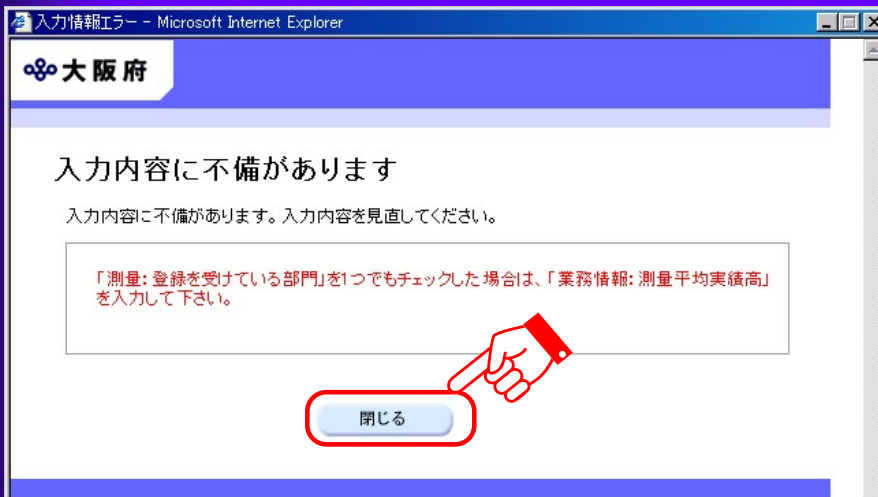 入力情報エラー - Microsoft Internet Explorer
大阪府
入力内容に不備があります
入力内容に不備があります。入力内容を見直してください。
「測量: 登録を受けている部門」を1つでもチェックした場合は、「業務情報: 測量平均実績高」
を入力して下さい。
閉じる